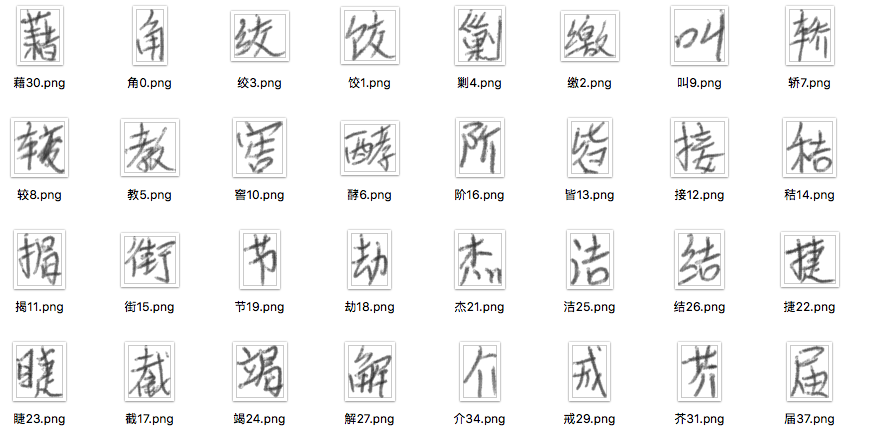 藉 角 绞 饺 剿 缴 叫 轿
藉30.png 角0.png 绞3.png 饺1.png 剿4.png 缴2.png 叫9.png 轿7.png
较 教 窖 酵 阶 皆 接 秸
较8.png 教5.png 窖10.png 酵6.png 阶16.png 皆13.png 接12.png 秸14.png
揭 街 节 劫 杰 洁 结 捷
揭11.png 街15.png 节19.png 劫18.png 杰21.png 洁25.png 结26.png 捷22.png
睫 截 竭 解 介 戒 芥 届
睫23.png 截17.png 竭24.png 解27.png 介34.png 戒29.png 芥31.png 届37.png